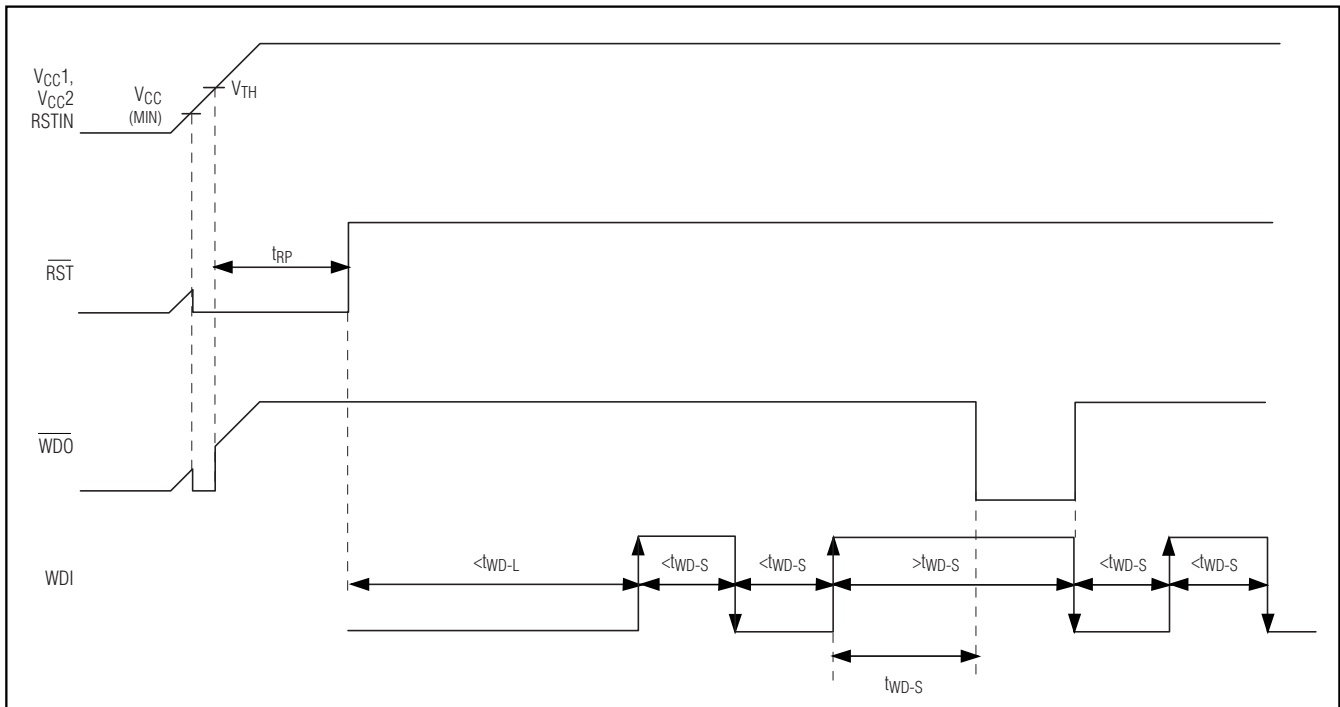 VCC1,
VCC2
RSTIN
VCC
(MIN)
VTH
RST
tRP
WDO
WDI
<tWD-L
<tWD-S
<tWD-S
>tWD-S
<tWD-S
<tWD-S
tWD-S